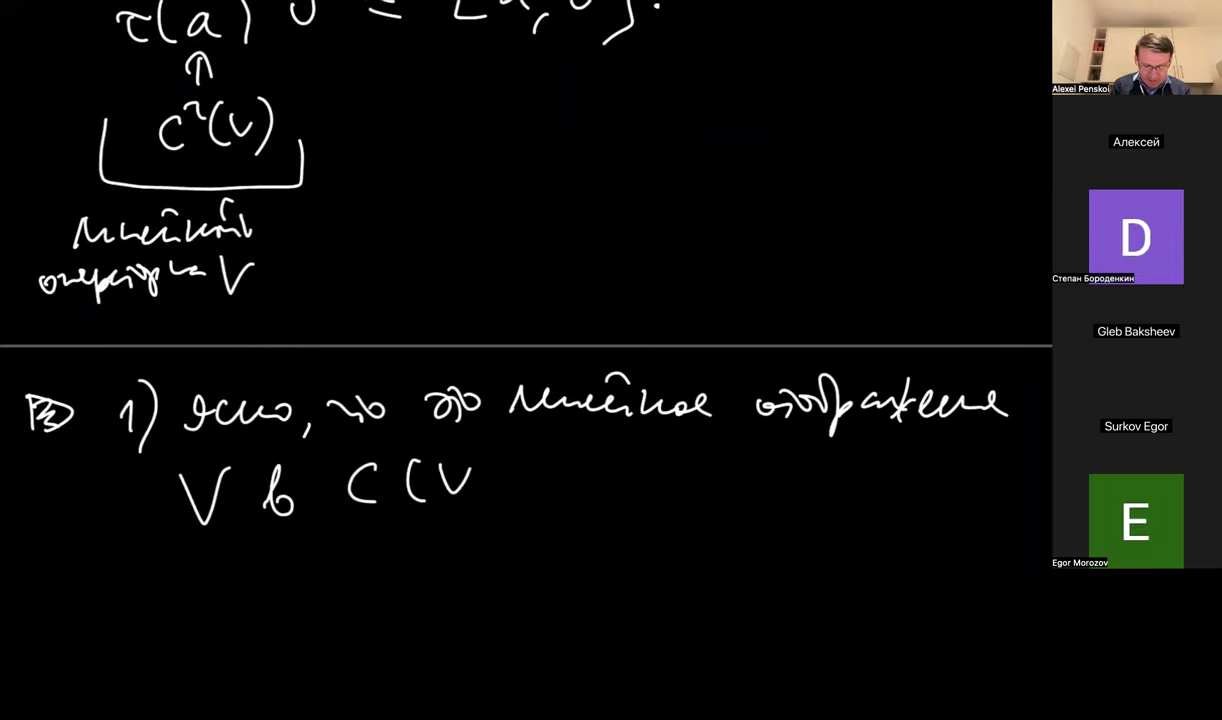 τ(a) v = [a, v].
↑
C²(V)
линейный
оператор на V
1) Ясно, что это линейное отображение
V в C(V
Alexei Penskoi
Алексей
D
Степан Бороденкин
Gleb Baksheev
Surkov Egor
E
Egor Morozov